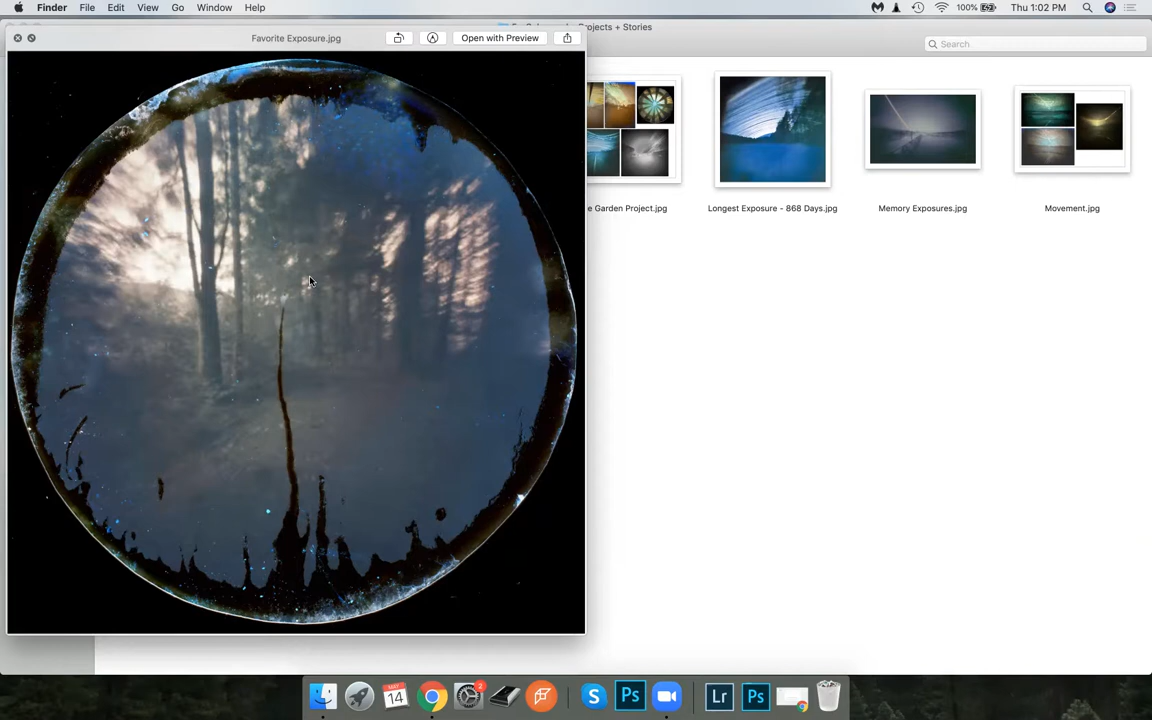 Finder File Edit View Go Window Help 100% Thu 1:02 PM
Projects + Stories
Favorite Exposure.jpg Open with Preview
Search
e Garden Project.jpg Longest Exposure - 868 Days.jpg Memory Exposures.jpg Movement.jpg
MAY 14 2 S Ps Lr Ps